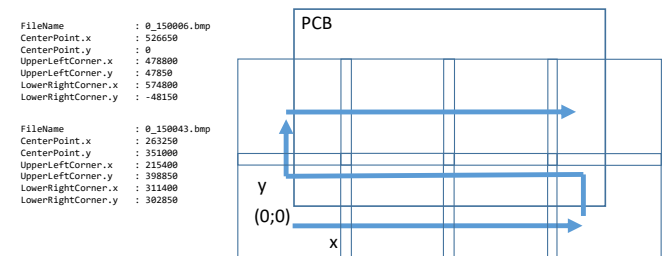 FileName : 0_150006.bmp
CenterPoint.x : 526650
CenterPoint.y : 0
UpperLeftCorner.x : 478800
UpperLeftCorner.y : 47850
LowerRightCorner.x : 574800
LowerRightCorner.y : -48150
FileName : 0_150043.bmp
CenterPoint.x : 263250
CenterPoint.y : 351000
UpperLeftCorner.x : 215400
UpperLeftCorner.y : 398850
LowerRightCorner.x : 311400
LowerRightCorner.y : 302850
PCB
y
(0;0)
x